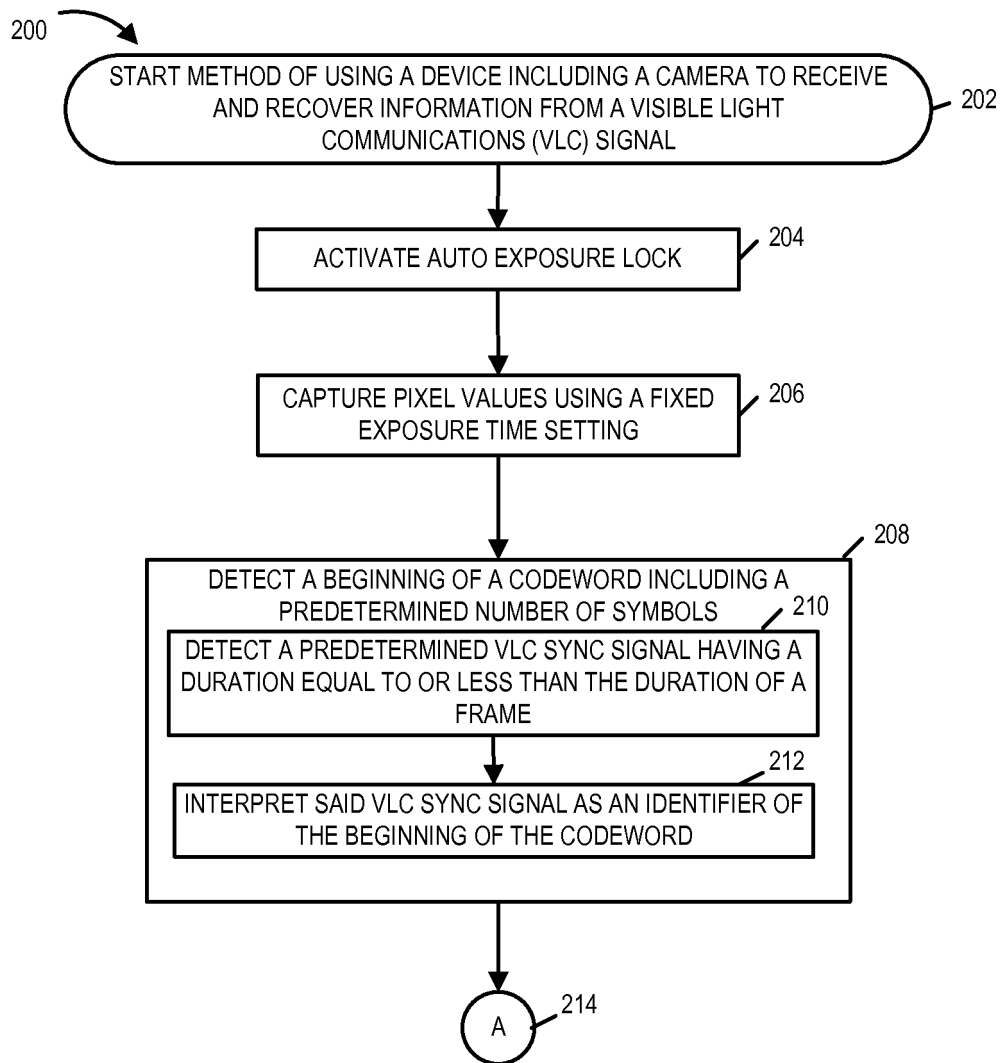 200
START METHOD OF USING A DEVICE INCLUDING A CAMERA TO RECEIVE
AND RECOVER INFORMATION FROM A VISIBLE LIGHT
COMMUNICATIONS (VLC) SIGNAL
202
204
ACTIVATE AUTO EXPOSURE LOCK
CAPTURE PIXEL VALUES USING A FIXED
EXPOSURE TIME SETTING
206
208
DETECT A BEGINNING OF A CODEWORD INCLUDING A
PREDETERMINED NUMBER OF SYMBOLS
210
DETECT A PREDETERMINED VLC SYNC SIGNAL HAVING A
DURATION EQUAL TO OR LESS THAN THE DURATION OF A
FRAME
212
INTERPRET SAID VLC SYNC SIGNAL AS AN IDENTIFIER OF
THE BEGINNING OF THE CODEWORD
A
214